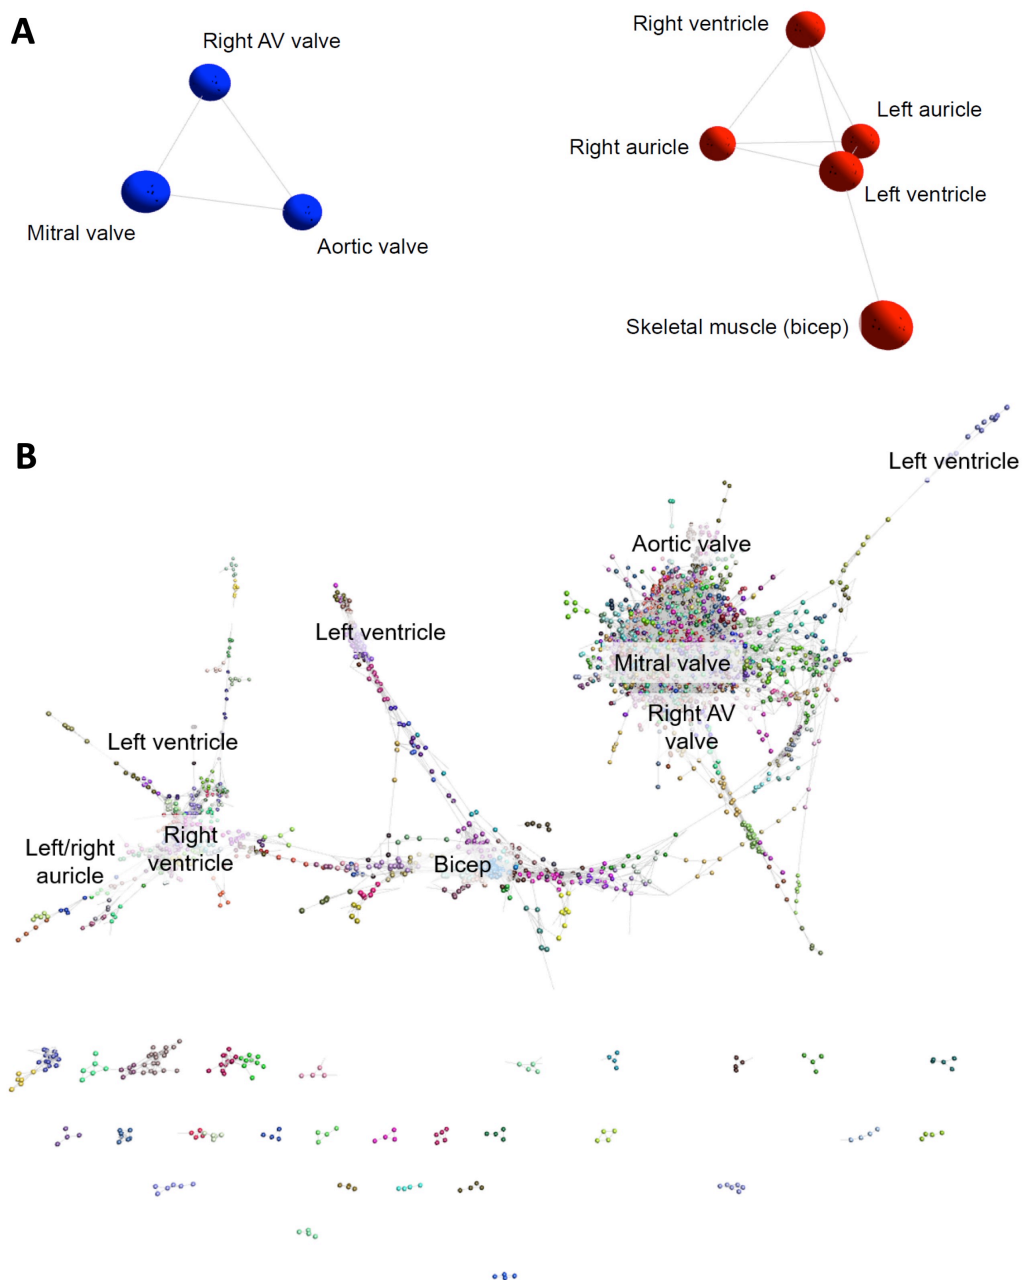 A
Right AV valve
Mitral valve
Aortic valve
Right ventricle
Left auricle
Right auricle
Left ventricle
Skeletal muscle (bicep)
B
Left ventricle
Aortic valve
Left ventricle
Mitral valve
Right AV
valve
Left ventricle
Right
ventricle
Left/right
auricle
Bicep